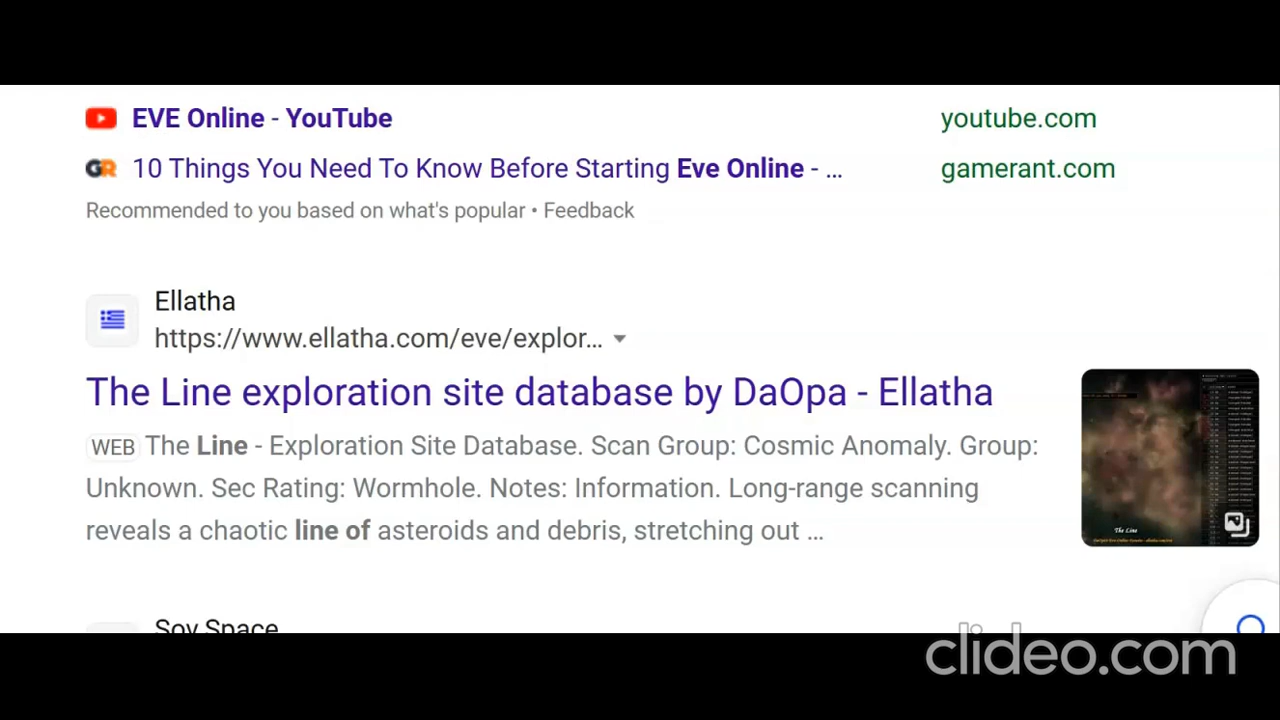 EVE Online - YouTube youtube.com
10 Things You Need To Know Before Starting Eve Online - ... gamerant.com
Recommended to you based on what's popular • Feedback
Ellatha
https://www.ellatha.com/eve/explor...
The Line exploration site database by DaOpa - Ellatha
WEB The Line - Exploration Site Database. Scan Group: Cosmic Anomaly. Group:
Unknown. Sec Rating: Wormhole. Notes: Information. Long-range scanning
reveals a chaotic line of asteroids and debris, stretching out ...
The Line
Soy Space
clideo.com